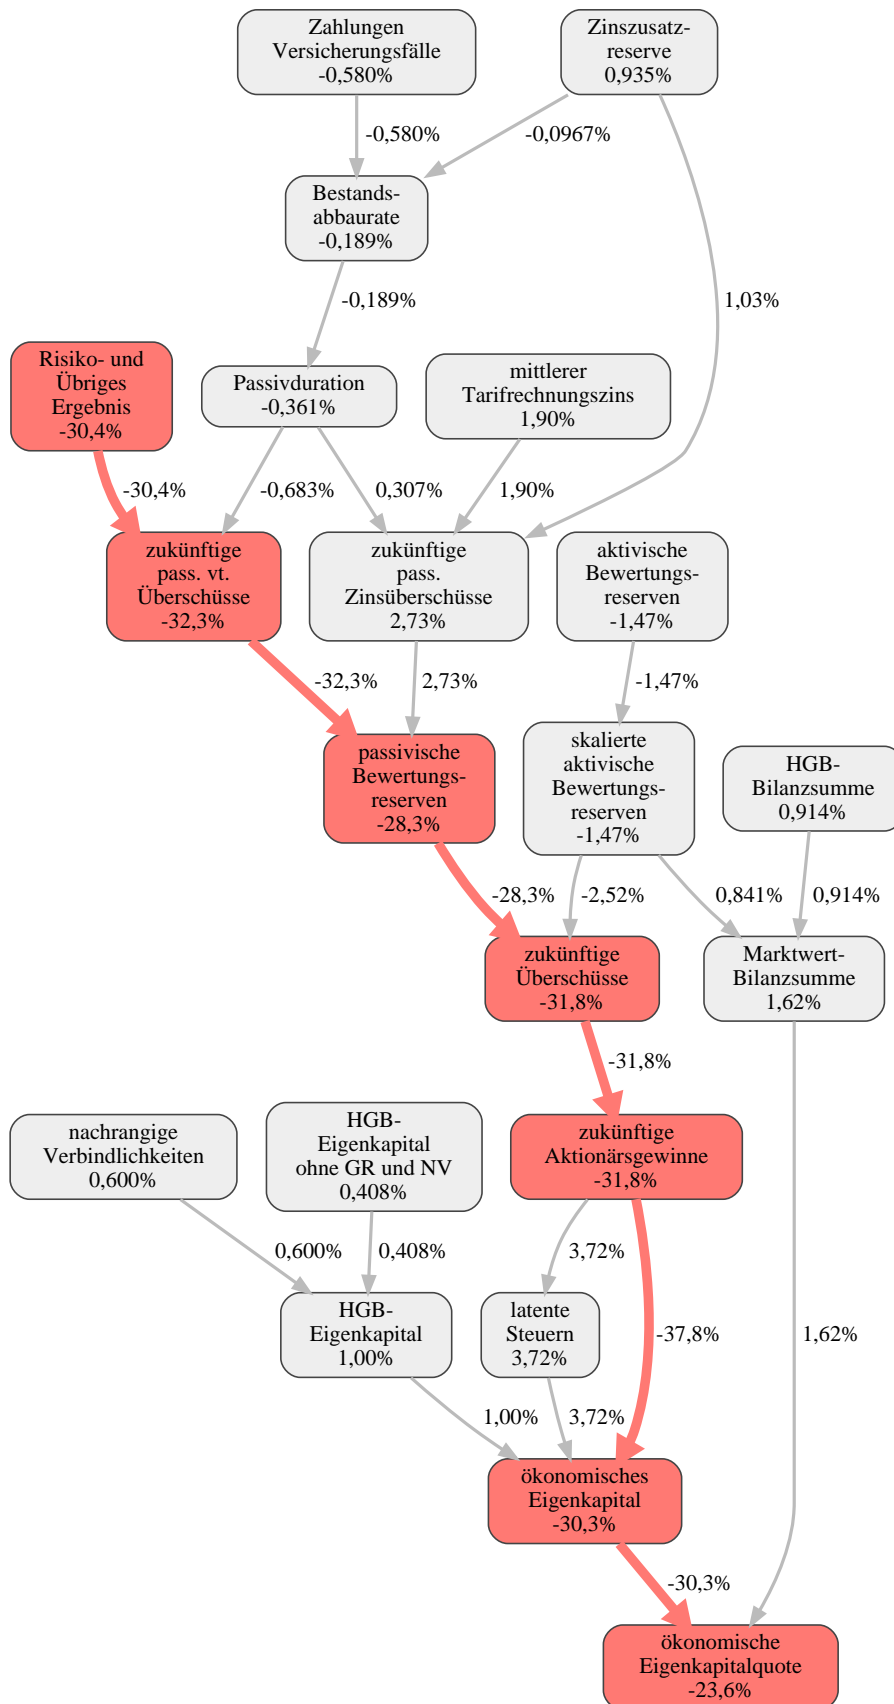 Zahlungen
Versicherungsfälle
-0,580%
Zinszusatz-
reserve
0,935%
-0,580%
-0,0967%
Bestands-
abbaurate
-0,189%
-0,189%
1,03%
Risiko- und
Übriges
Ergebnis
-30,4%
Passivduration
-0,361%
mittlerer
Tarifrechnungszins
1,90%
-30,4%
-0,683%
0,307%
1,90%
zukünftige
pass. vt.
Überschüsse
-32,3%
zukünftige
pass.
Zinsüberschüsse
2,73%
aktivische
Bewertungs-
reserven
-1,47%
-32,3%
2,73%
-1,47%
passivische
Bewertungs-
reserven
-28,3%
skalierte
aktivische
Bewertungs-
reserven
-1,47%
HGB-
Bilanzsumme
0,914%
-28,3%
-2,52%
0,841%
0,914%
zukünftige
Überschüsse
-31,8%
Marktwert-
Bilanzsumme
1,62%
-31,8%
nachrangige
Verbindlichkeiten
0,600%
HGB-
Eigenkapital
ohne GR und NV
0,408%
zukünftige
Aktionärsgewinne
-31,8%
0,600%
0,408%
3,72%
HGB-
Eigenkapital
1,00%
latente
Steuern
3,72%
-37,8%
1,62%
1,00%
3,72%
ökonomisches
Eigenkapital
-30,3%
-30,3%
ökonomische
Eigenkapitalquote
-23,6%